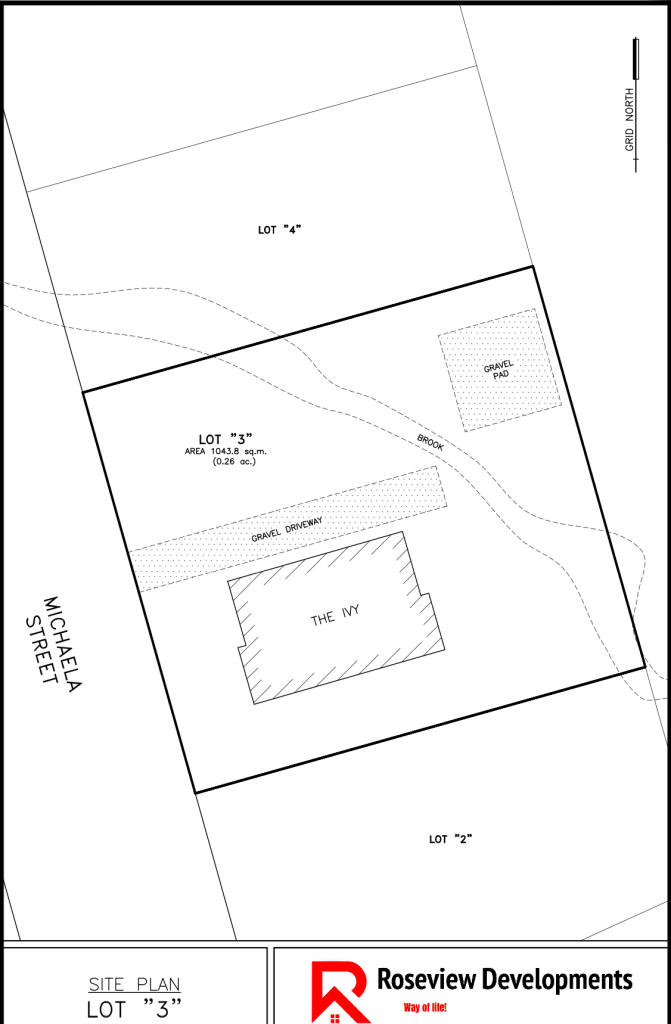 GRID NORTH
LOT "4"
GRAVEL
PAD
LOT "3"
AREA 1043.8 sq.m.
(0.26 ac.)
BROOK
GRAVEL DRIVEWAY
THE IVY
MICHAELA
STREET
LOT "2"
SITE PLAN
LOT "3"
Roseview Developments
Way of life!